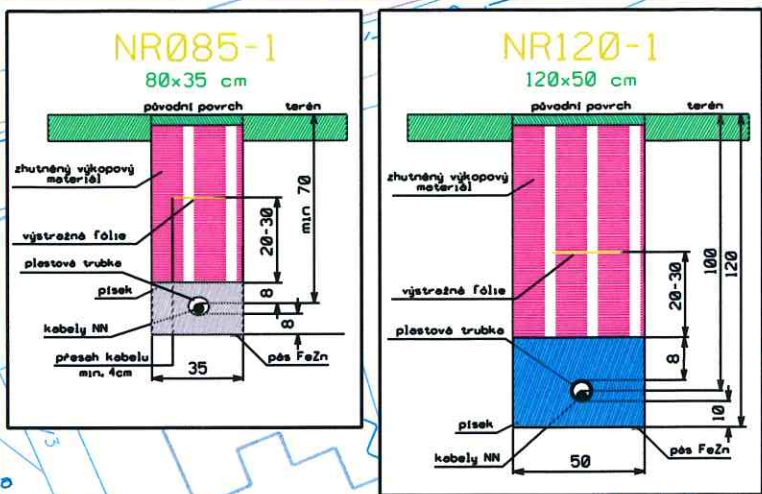 NR085-1
80x35 cm
původní povrch
terén
zhutněný výkopový
materiál
min 70
20-30
výstražná fólie
plastová trubka
písek
8
8
kabely NN
přesah kabelu
min. 4cm
pás FeZn
35
NR120-1
120x50 cm
původní povrch
terén
zhutněný výkopový
materiál
100
120
20-30
výstražná fólie
plastová trubka
8
10
písek
kabely NN
pás FeZn
50